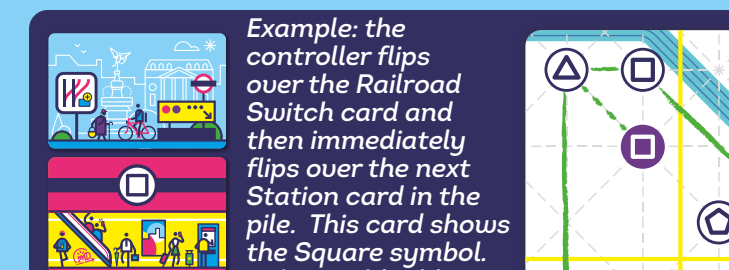 Example: the
controller flips
over the Railroad
Switch card and
then immediately
flips over the next
Station card in the
pile.  This card shows
the Square symbol.